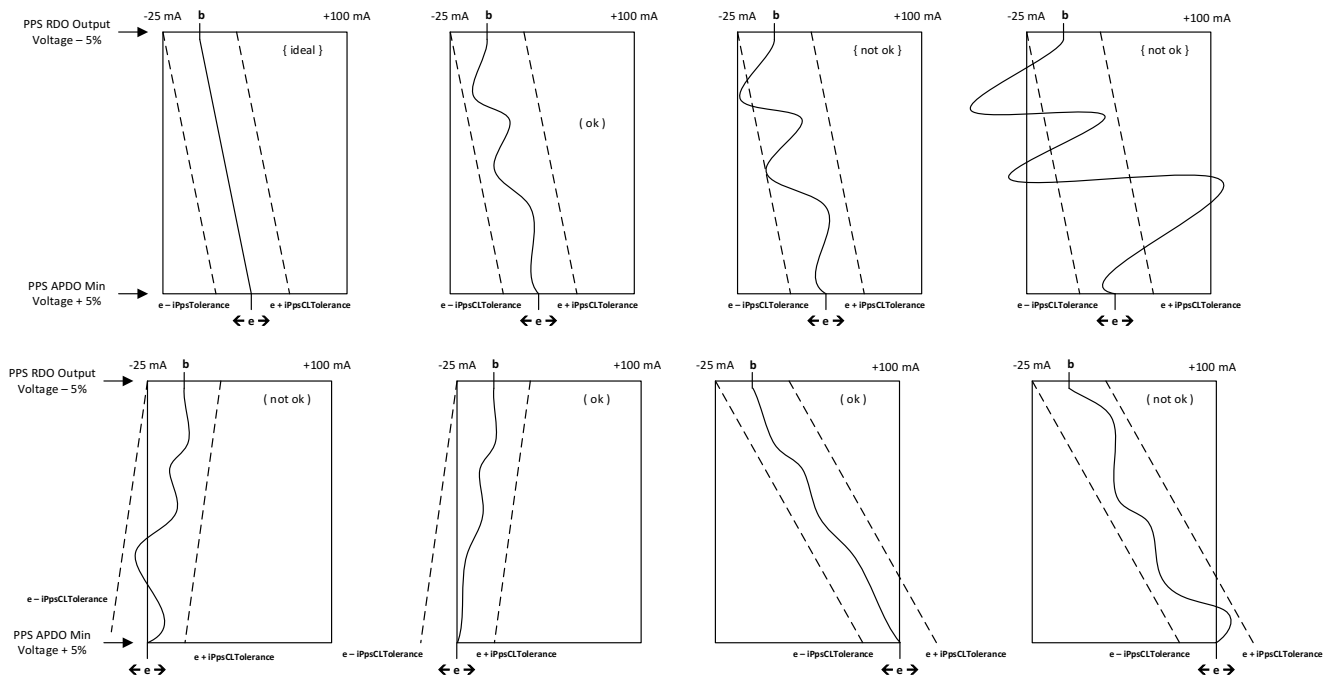 -25 mA b +100 mA
-25 mA b +100 mA
-25 mA b +100 mA
-25 mA b +100 mA
PPS RDO Output
Voltage – 5%
{ ideal }
( ok )
{ not ok }
{ not ok }
PPS APDO Min
Voltage + 5%
e – iPpsTolerance e + iPpsCLTolerance
e – iPpsCLTolerance e + iPpsCLTolerance
e – iPpsCLTolerance e + iPpsCLTolerance
e – iPpsCLTolerance e + iPpsCLTolerance
← e →
← e →
← e →
← e →
-25 mA b +100 mA
-25 mA b +100 mA
-25 mA b +100 mA
-25 mA b +100 mA
PPS RDO Output
Voltage – 5%
( not ok )
( ok )
( ok )
( not ok )
e – iPpsCLTolerance
PPS APDO Min
Voltage + 5%
e + iPpsCLTolerance
e – iPpsCLTolerance e + iPpsCLTolerance
e – iPpsCLTolerance e + iPpsCLTolerance
e – iPpsCLTolerance e + iPpsCLTolerance
← e →
← e →
← e →
← e →